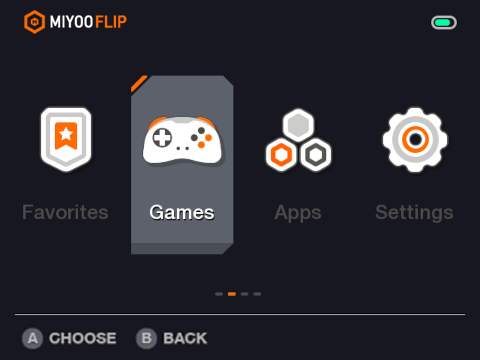 MIYOO FLIP
Favorites
Games
Apps
Settings
A CHOOSE B BACK